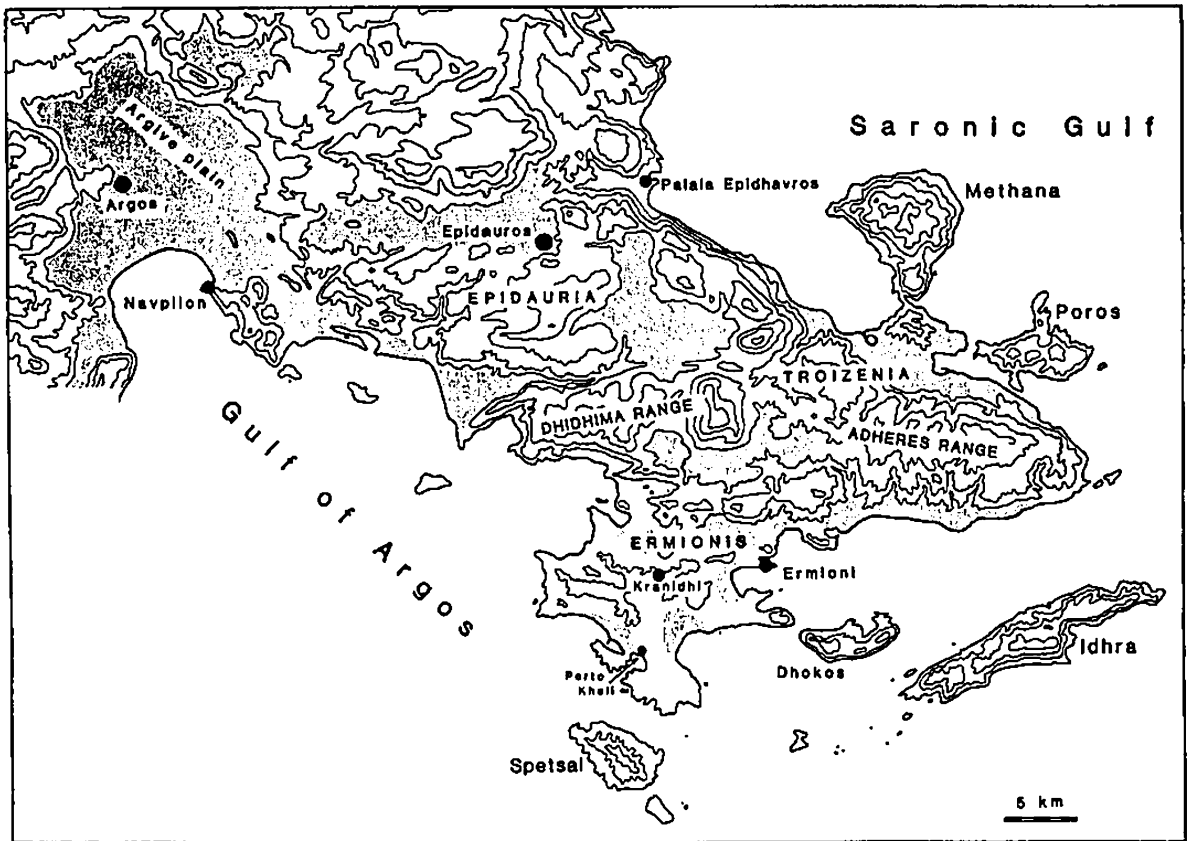 Saronic Gulf
Argive plain
Argos
Palaia Epidhavros
Methana
Epidauros
Navplion
EPIDAURIA
Poros
TROIZENIA
Gulf of Argos
DHIDHIMA RANGE
ADHERES RANGE
ERMIONIS
Kranidhi
Ermioni
Porto
Kheli
Dhokos
Idhra
Spetsai
5 km